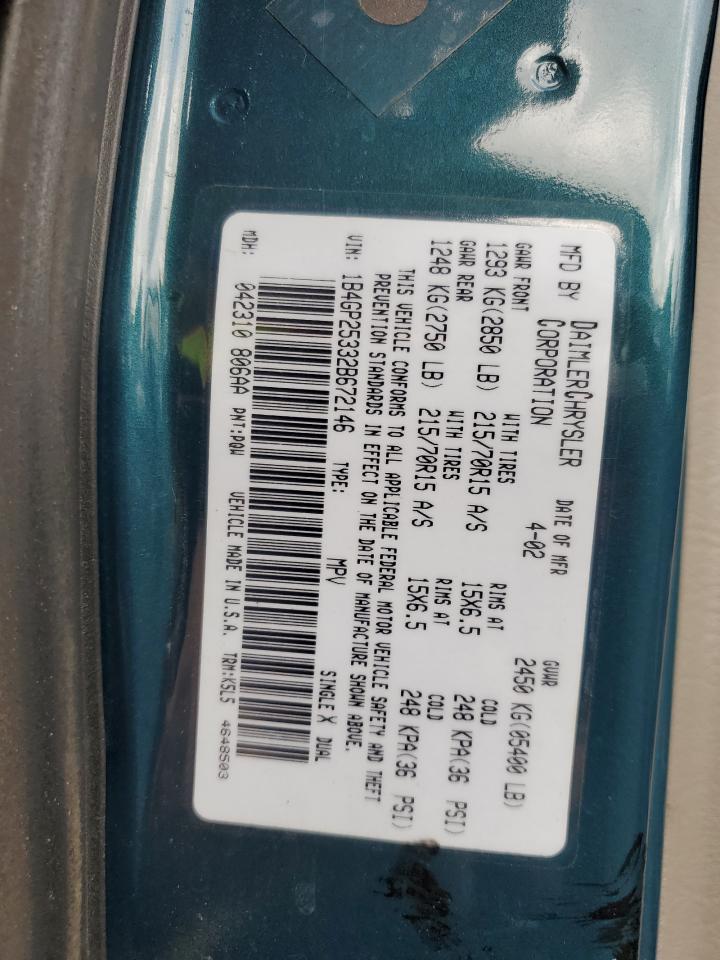 MFD BY DAIMLERCHRYSLER CORPORATION DATE OF MFR 4-02 GVWR 2450 KG(05400 LB)
GAWR FRONT WITH TIRES RIMS AT COLD
1293 KG(2850 LB) 215/70R15 A/S 15X6.5 248 KPA(36 PSI)
GAWR REAR WITH TIRES RIMS AT COLD
1248 KG(2750 LB) 215/70R15 A/S 15X6.5 248 KPA(36 PSI)
THIS VEHICLE CONFORMS TO ALL APPLICABLE FEDERAL MOTOR VEHICLE SAFETY AND THEFT
PREVENTION STANDARDS IN EFFECT ON THE DATE OF MANUFACTURE SHOWN ABOVE.
VIN: 1B4GP25332B672146 TYPE: MPV SINGLE X DUAL
MDH: 042310 806AA PNT:PQW VEHICLE MADE IN U.S.A. TRM:K5L5 4648503